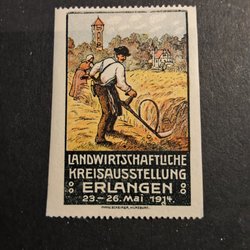 LANDWIRTSCHAFTLICHE
KREISAUSSTELLUNG
ERLANGEN
23.-26. Mai 1914.